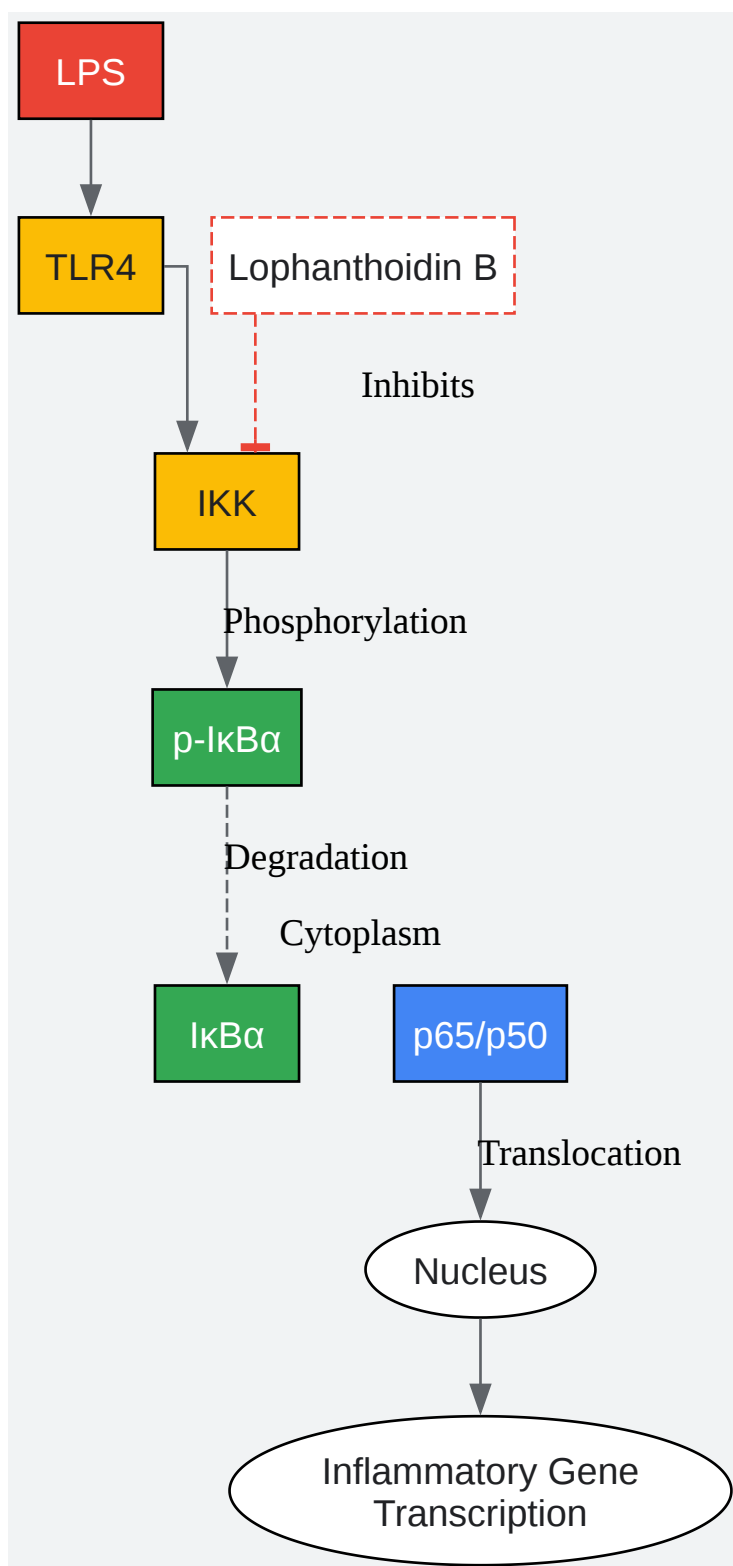 LPS
TLR4
Lophanthoidin B
Inhibits
IKK
Phosphorylation
p-IκBα
Degradation
Cytoplasm
IκBα
p65/p50
Translocation
Nucleus
Inflammatory Gene
Transcription